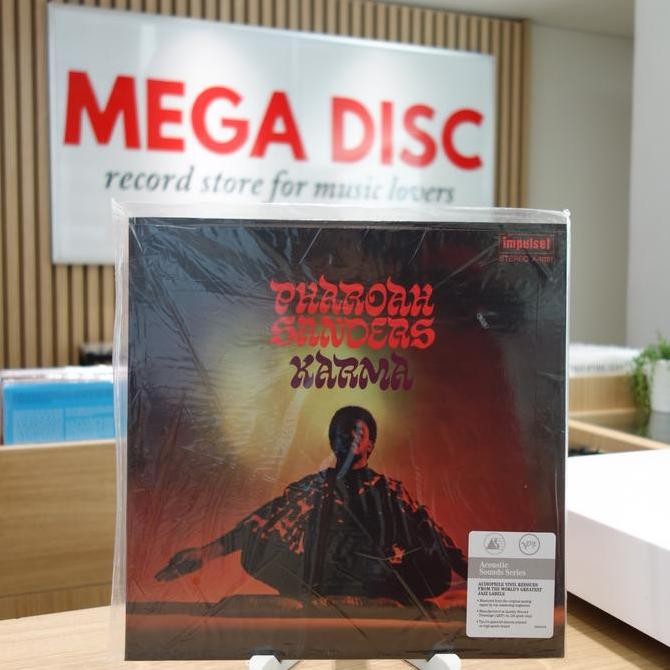 MEGA DISC
record store for music lovers
impulse!
STEREO A-9181
PHAROAH
SANDERS
KARMA
Verve
Acoustic
Sounds Series
AUDIOPHILE VINYL REISSUES
FROM THE WORLD'S GREATEST
JAZZ LABELS